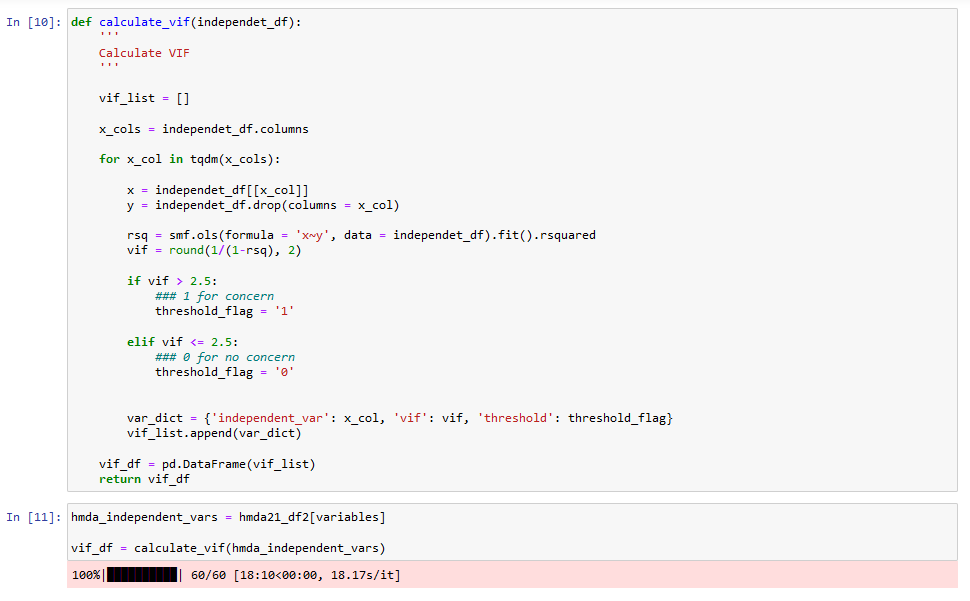 In [10]: def calculate_vif(independet_df):
'''
Calculate VIF
'''
vif_list = []
x_cols = independet_df.columns
for x_col in tqdm(x_cols):
x = independet_df[[x_col]]
y = independet_df.drop(columns = x_col)
rsq = smf.ols(formula = 'x~y', data = independet_df).fit().rsquared
vif = round(1/(1-rsq), 2)
if vif > 2.5:
### 1 for concern
threshold_flag = '1'
elif vif <= 2.5:
### 0 for no concern
threshold_flag = '0'
var_dict = {'independent_var': x_col, 'vif': vif, 'threshold': threshold_flag}
vif_list.append(var_dict)
vif_df = pd.DataFrame(vif_list)
return vif_df
In [11]: hmda_independent_vars = hmda21_df2[variables]
vif_df = calculate_vif(hmda_independent_vars)
100%|██████████| 60/60 [18:10<00:00, 18.17s/it]